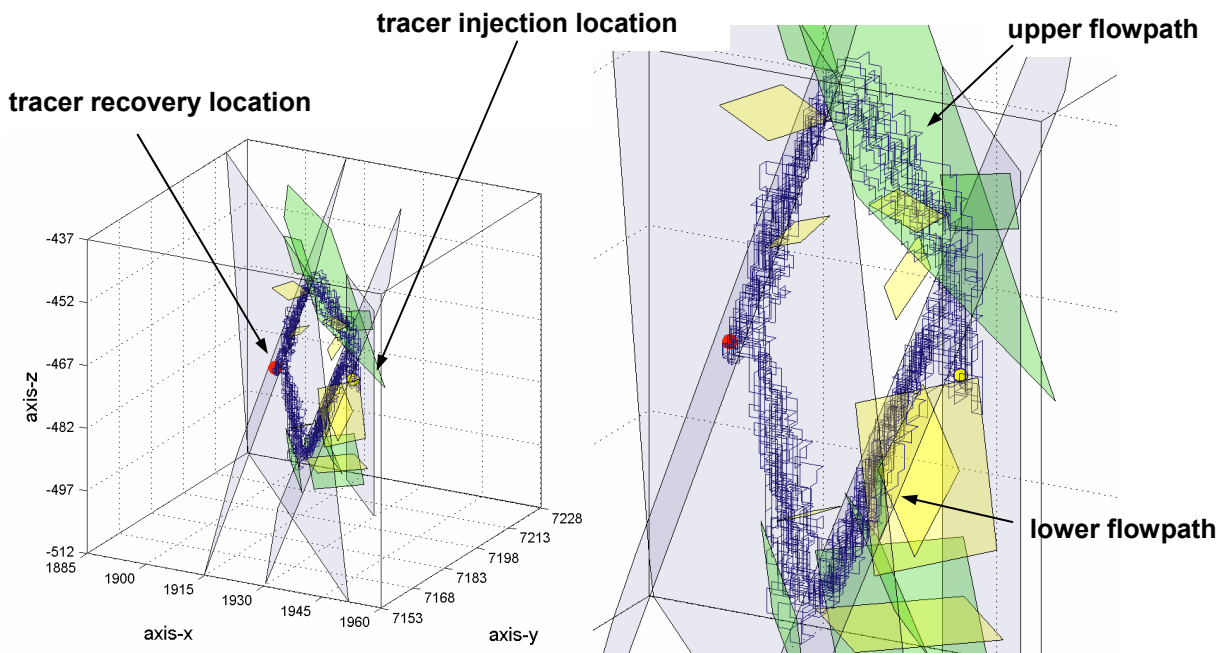 tracer injection location
upper flowpath
tracer recovery location
-437
-452
-467
-482
-497
-512
axis-z
1885
1900
1915
1930
1945
1960
axis-x
7153
7168
7183
7198
7213
7228
axis-y
lower flowpath